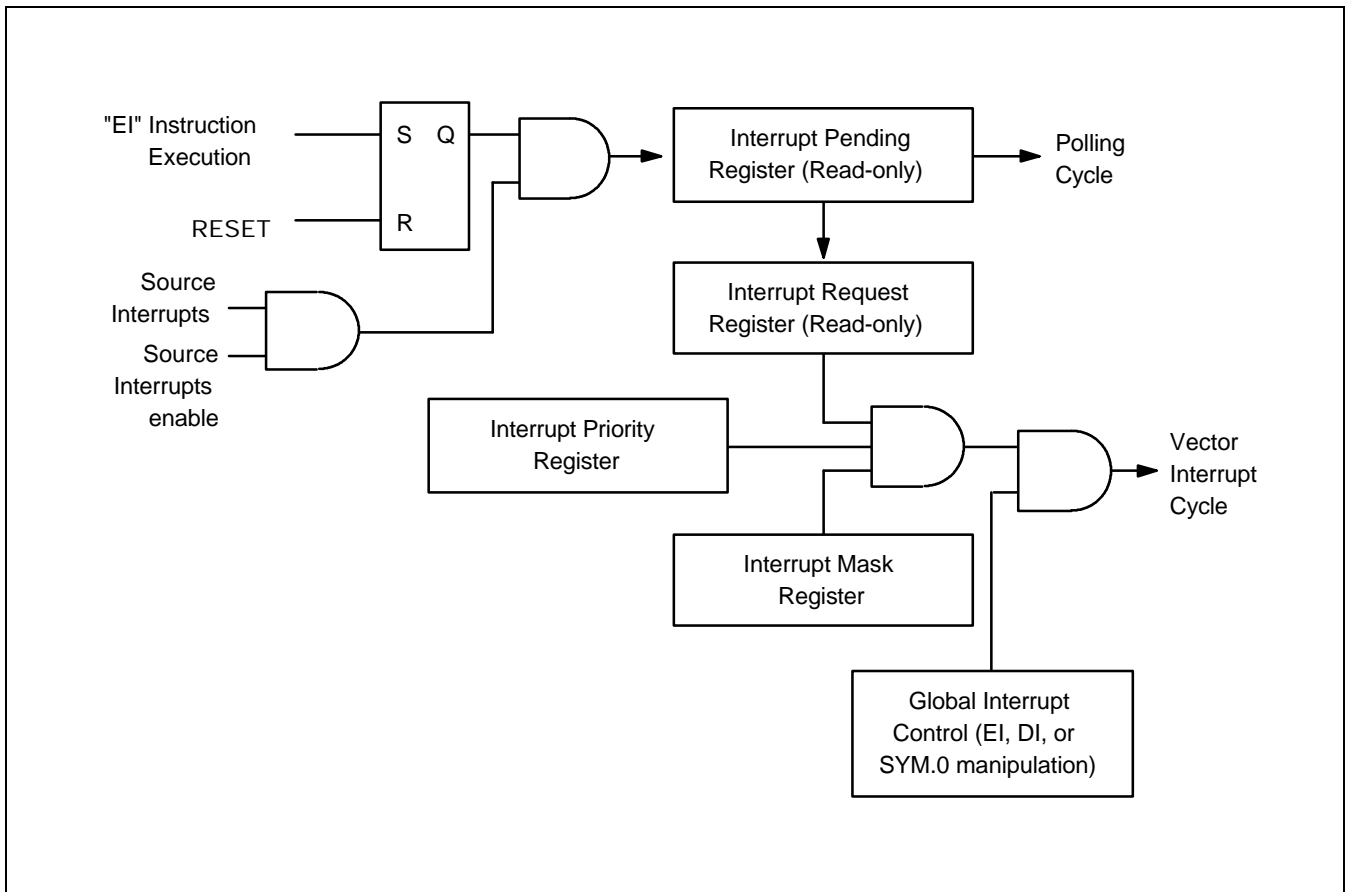 "EI" Instruction
Execution
S Q
R
RESET
Interrupt Pending
Register (Read-only)
Polling
Cycle
Source
Interrupts
Source
Interrupts
enable
Interrupt Request
Register (Read-only)
Interrupt Priority
Register
Vector
Interrupt
Cycle
Interrupt Mask
Register
Global Interrupt
Control (EI, DI, or
SYM.0 manipulation)